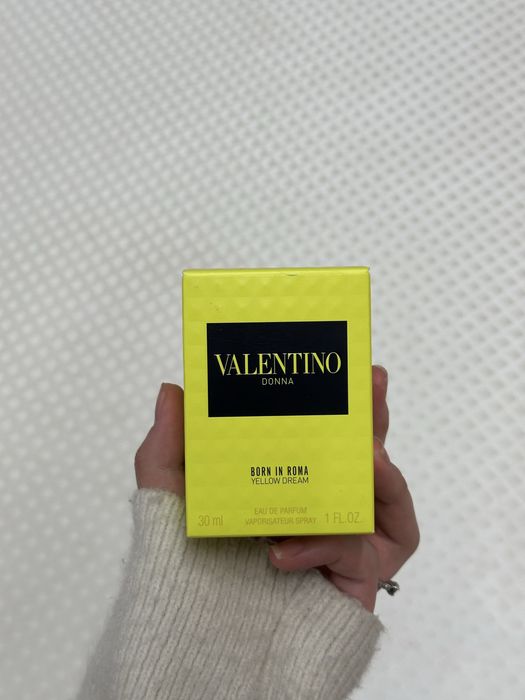 VALENTINO
DONNA
BORN IN ROMA
YELLOW DREAM
EAU DE PARFUM
30 ml VAPORISATEUR-SPRAY 1 FL.OZ.